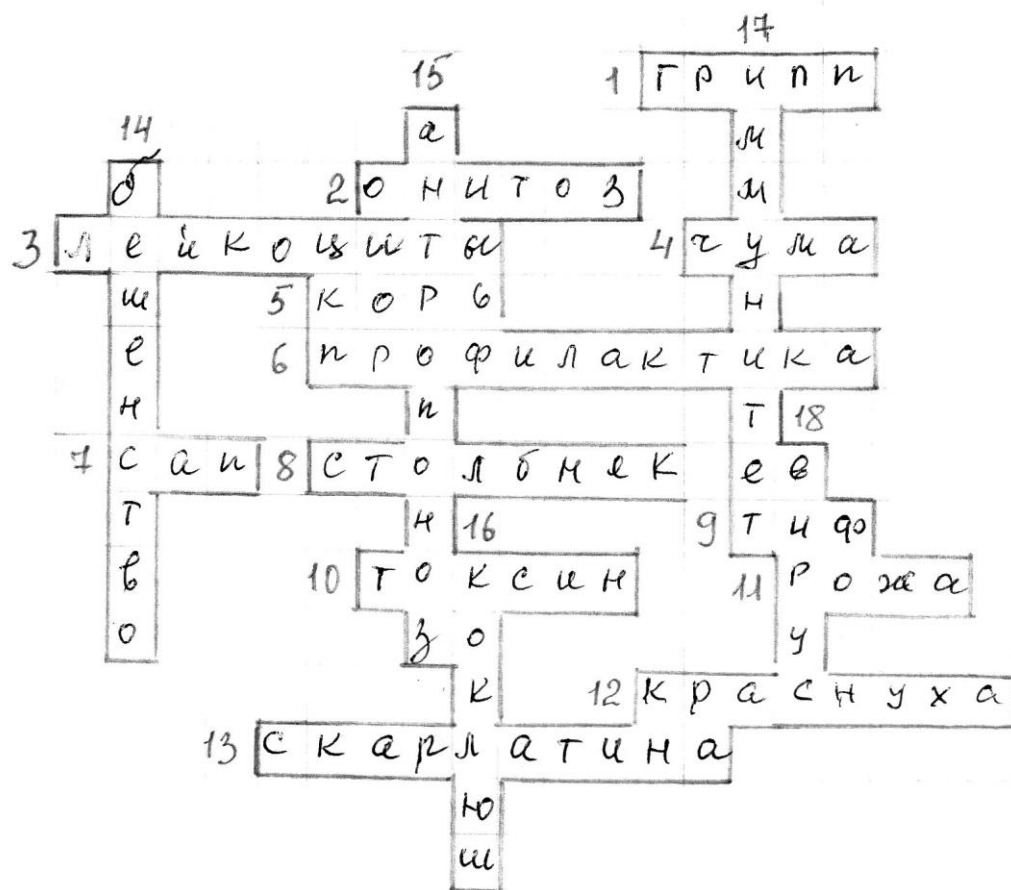 17
15 1 грипп
14 а м
б 2 онитоз м
3 лейкоциты 4 чума
ш 5 корь н
е 6 профилактика
н п т 18
7 сап 8 столбняк е в
т н 16 9 тиф
в 10 токсин 11 рожа
о з о у
к 12 краснуха
13 скарлатина
ю
ш